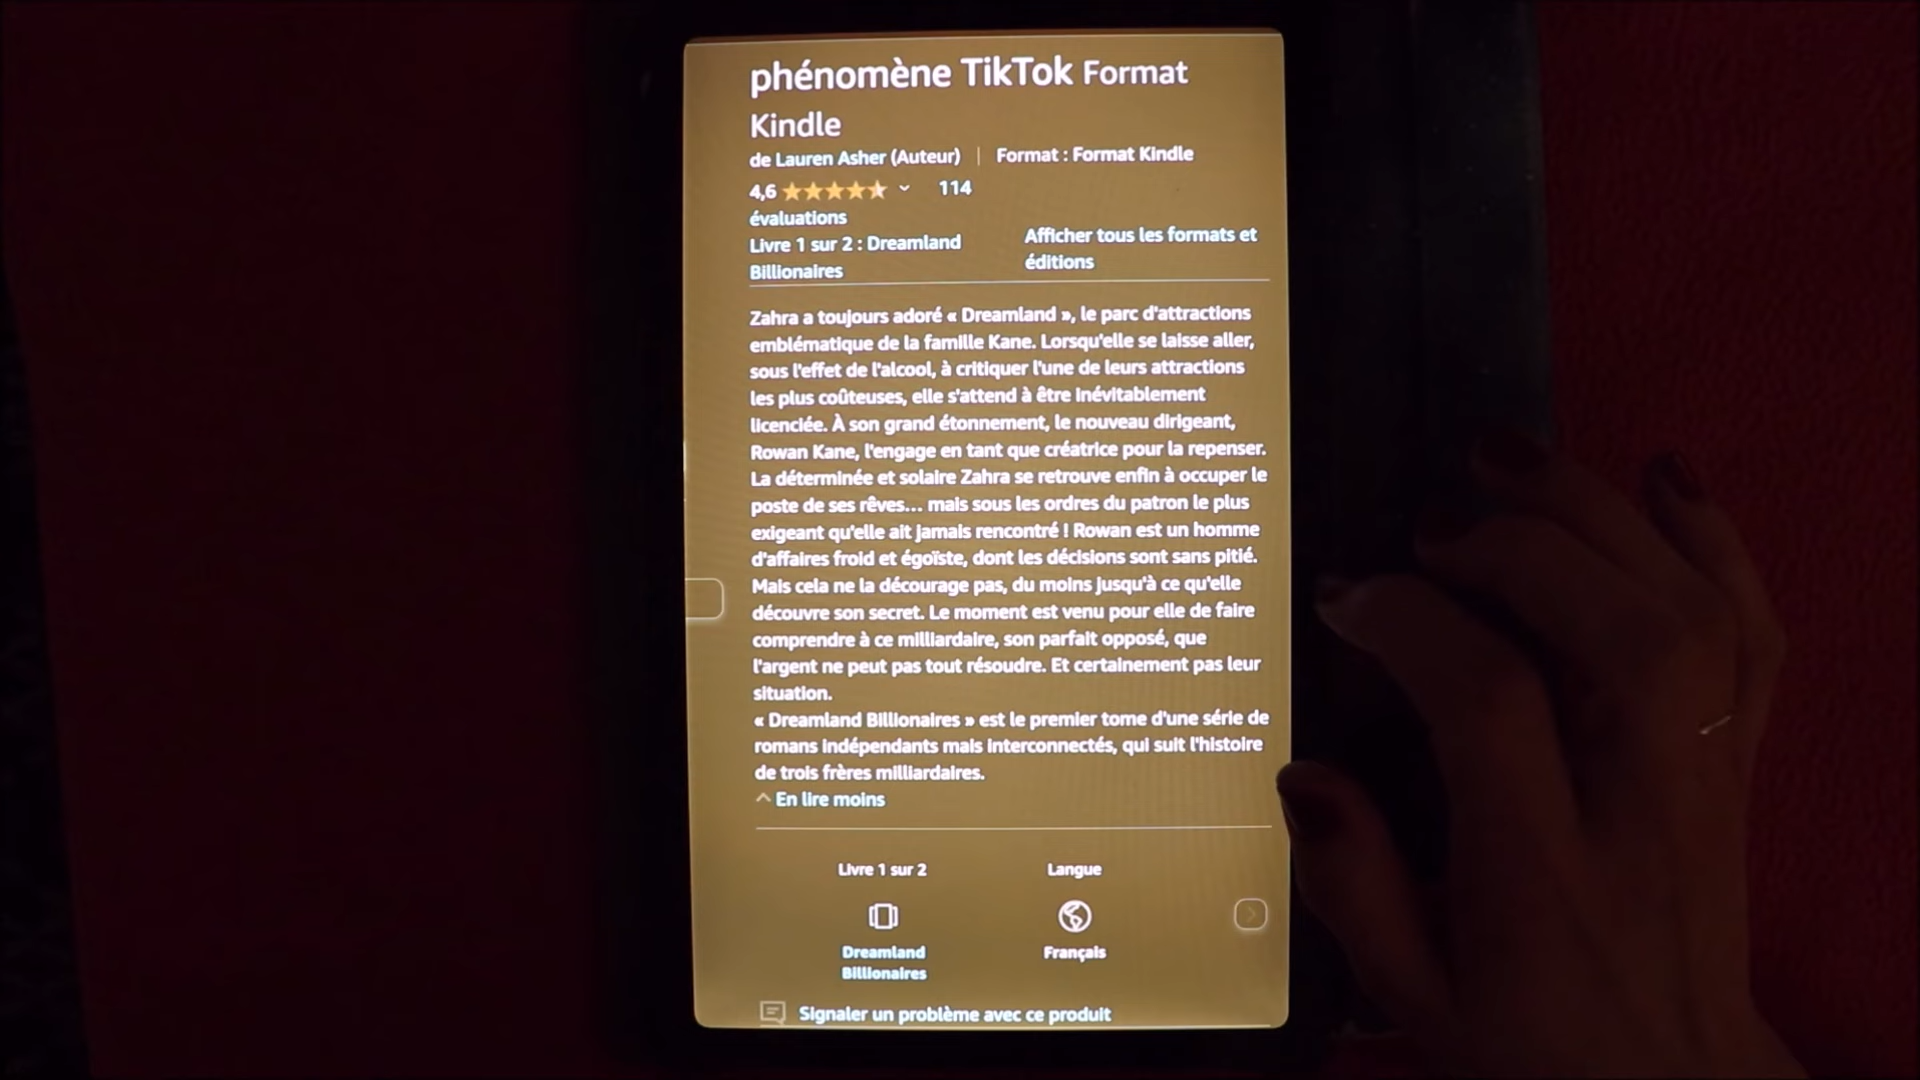 phénomène TikTok Format
Kindle
de Lauren Asher (Auteur) | Format : Format Kindle
4,6 114
évaluations
Livre 1 sur 2 : Dreamland
Billionaires
Afficher tous les formats et
éditions
Zahra a toujours adoré « Dreamland », le parc d'attractions
emblématique de la famille Kane. Lorsqu'elle se laisse aller,
sous l'effet de l'alcool, à critiquer l'une de leurs attractions
les plus coûteuses, elle s'attend à être inévitablement
licenciée. À son grand étonnement, le nouveau dirigeant,
Rowan Kane, l'engage en tant que créatrice pour la repenser.
La déterminée et solaire Zahra se retrouve enfin à occuper le
poste de ses rêves… mais sous les ordres du patron le plus
exigeant qu'elle ait jamais rencontré ! Rowan est un homme
d'affaires froid et égoïste, dont les décisions sont sans pitié.
Mais cela ne la décourage pas, du moins jusqu'à ce qu'elle
découvre son secret. Le moment est venu pour elle de faire
comprendre à ce milliardaire, son parfait opposé, que
l'argent ne peut pas tout résoudre. Et certainement pas leur
situation.
« Dreamland Billionaires » est le premier tome d'une série de
romans indépendants mais interconnectés, qui suit l'histoire
de trois frères milliardaires.
En lire moins
Livre 1 sur 2
Dreamland
Billionaires
Langue
Français
Signaler un problème avec ce produit